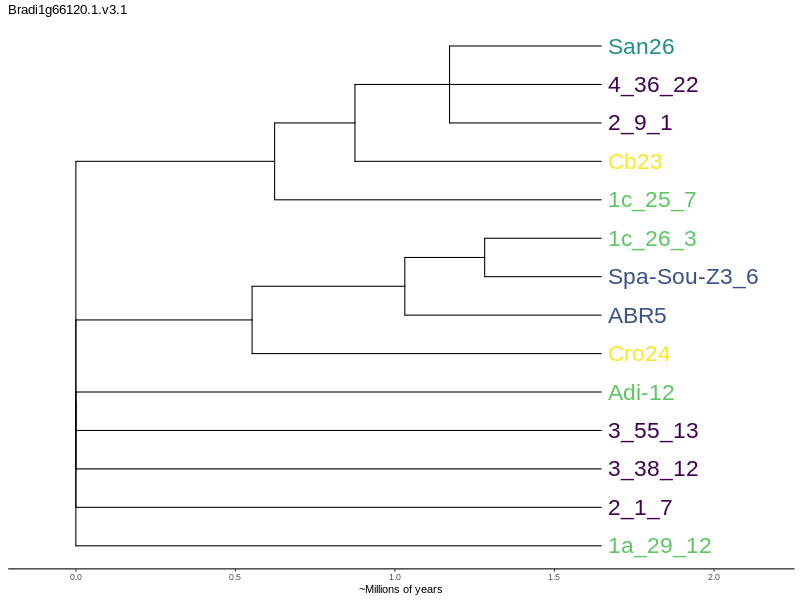 Bradi1g66120.1.v3.1
San26
4_36_22
2_9_1
Cb23
1c_25_7
1c_26_3
Spa-Sou-Z3_6
ABR5
Cro24
Adi-12
3_55_13
3_38_12
2_1_7
1a_29_12
0.0 0.5 1.0 1.5 2.0
~Millions of years